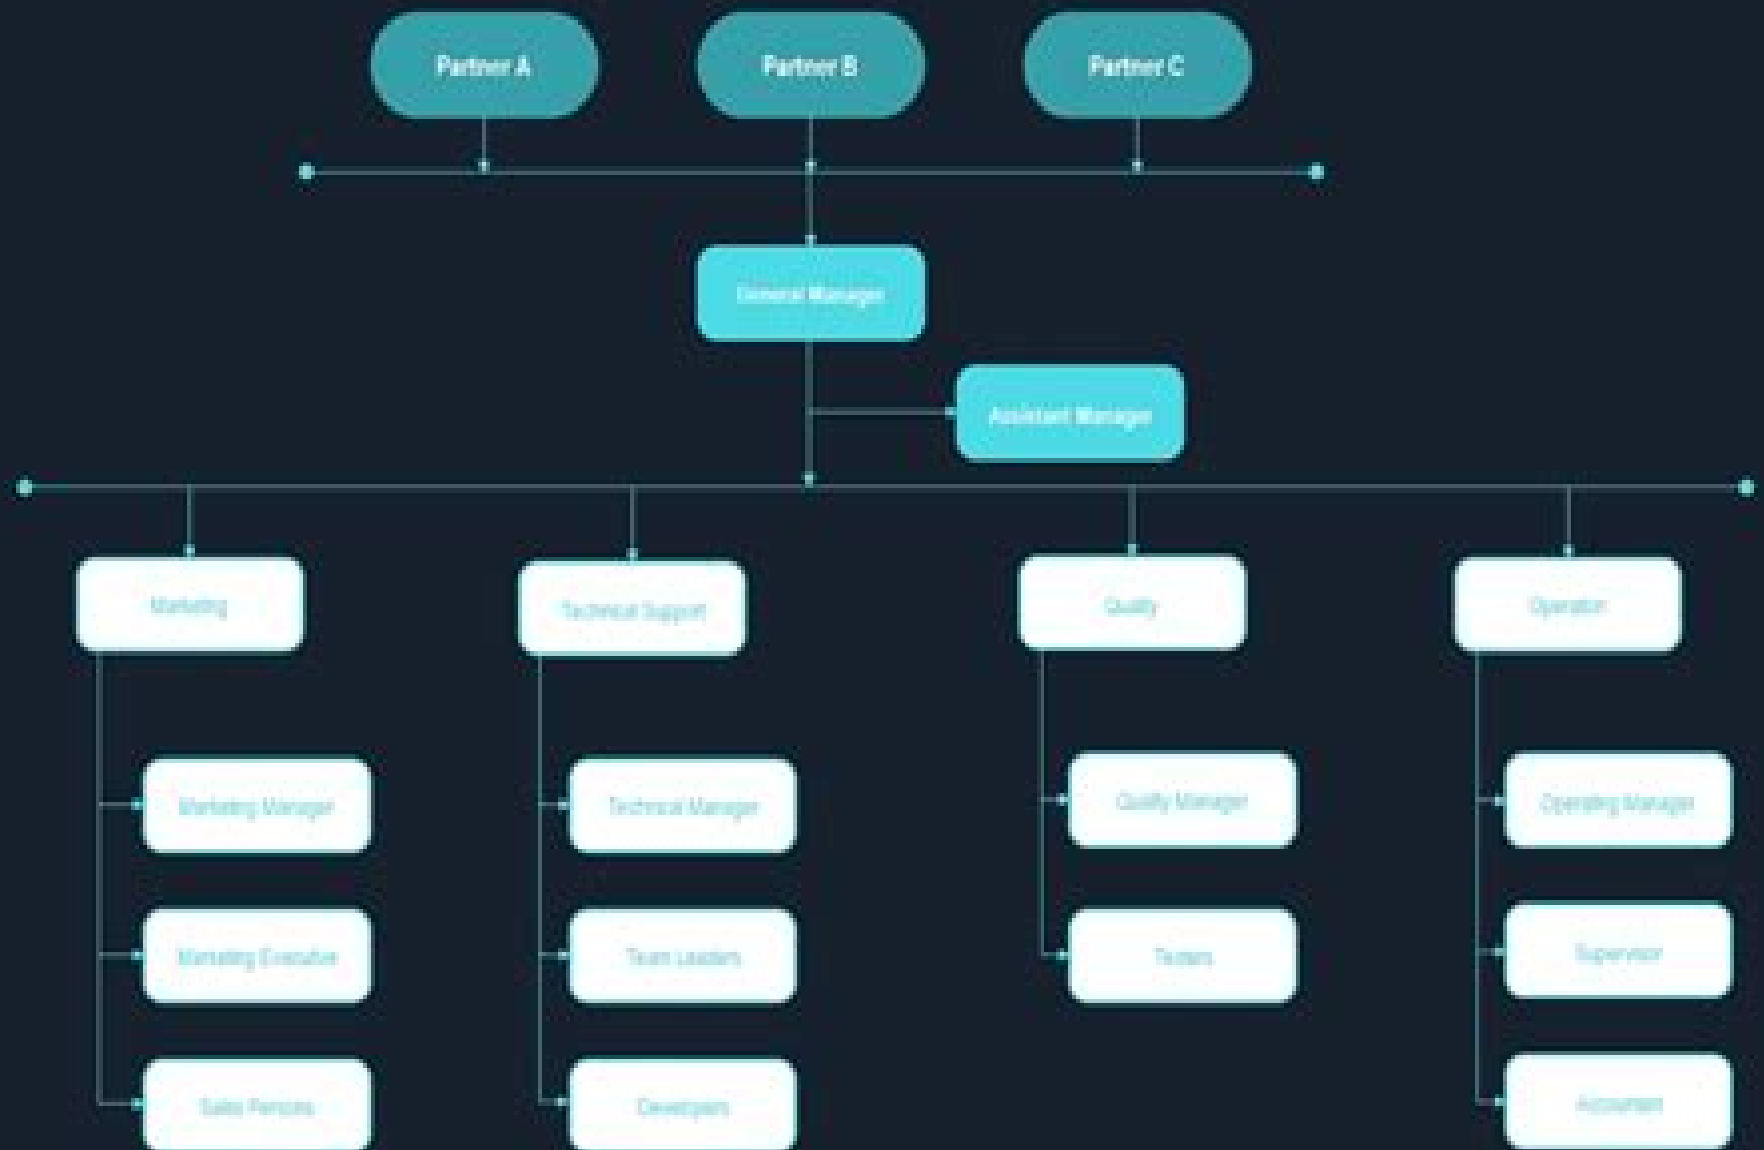 Partner A
Partner B
Partner C
General Manager
Assistant Manager
Marketing
Technical Support
Quality
Operation
Marketing Manager
Technical Manager
Quality Manager
Operating Manager
Marketing Executive
Team Leaders
Testers
Supervisor
Sales Persons
Developers
Accountant